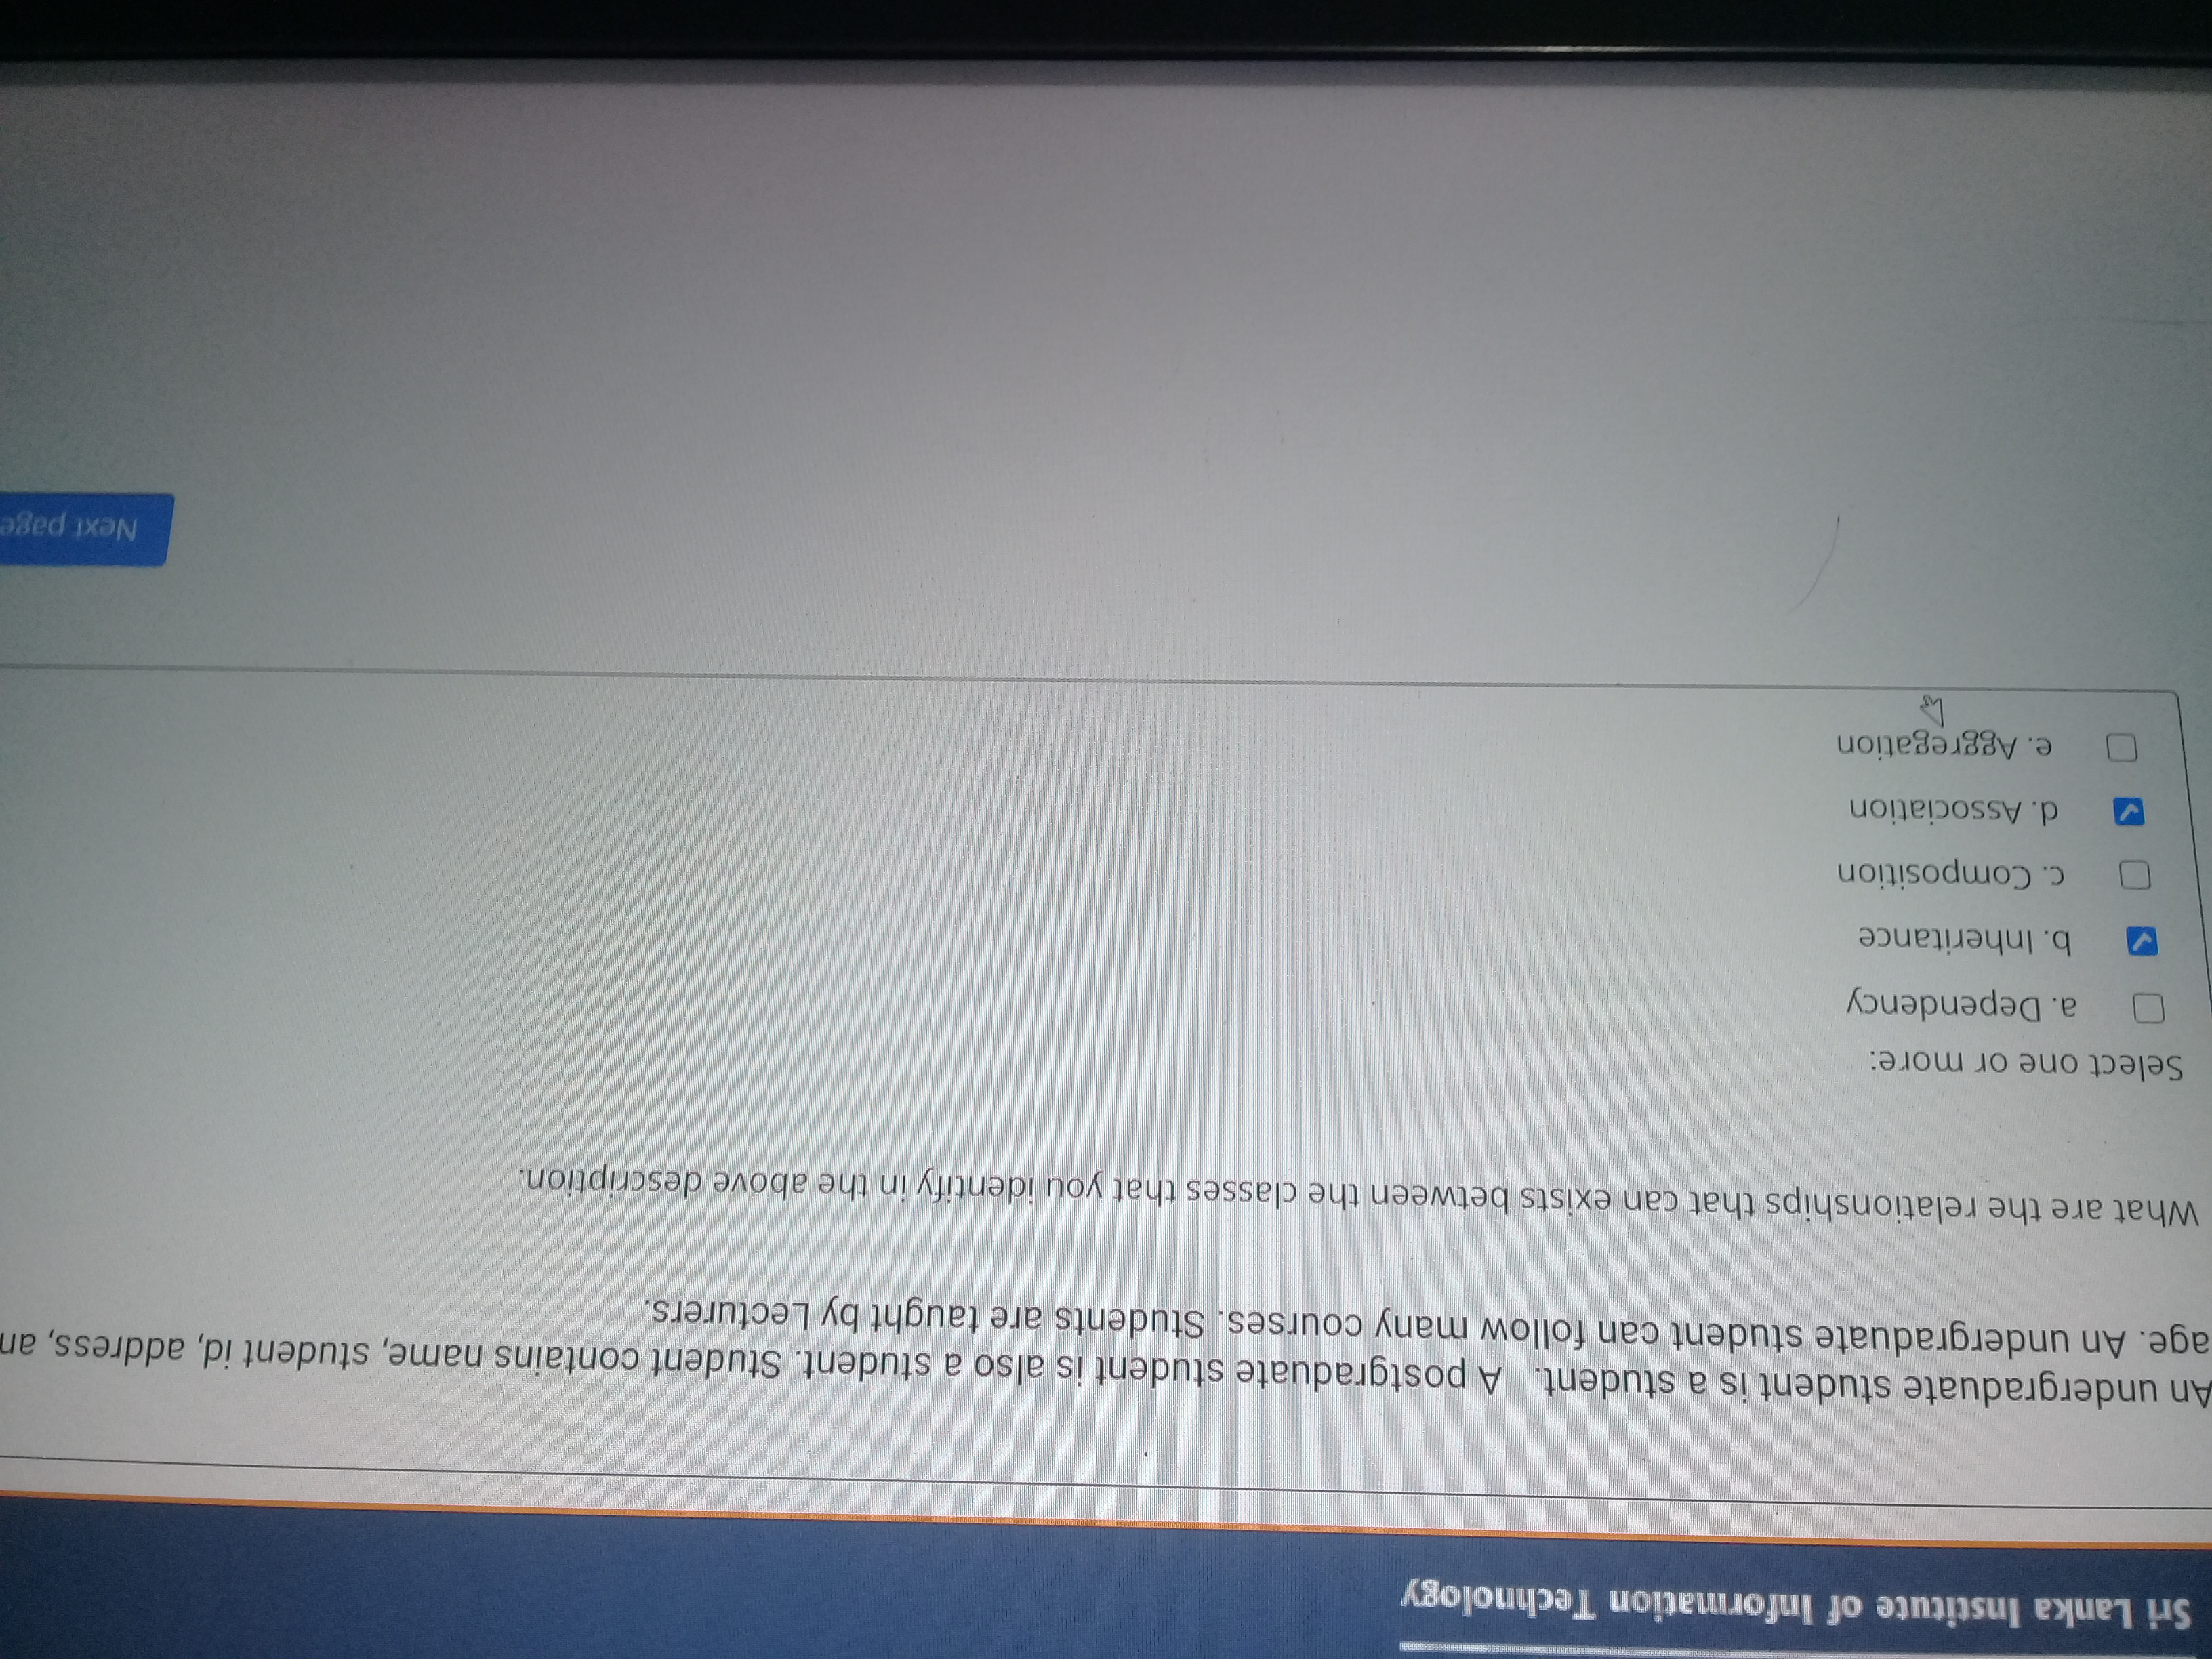 Sri Lanka Institute of Information Technology
An undergraduate student is a student. A postgraduate student is also a student. Student contains name, student id, address, an
age. An undergraduate student can follow many courses. Students are taught by Lecturers.
What are the relationships that can exists between the classes that you identify in the above description.
Select one or more:
a. Dependency
b. Inheritance
c. Composition
d. Association
e. Aggregation
Next page